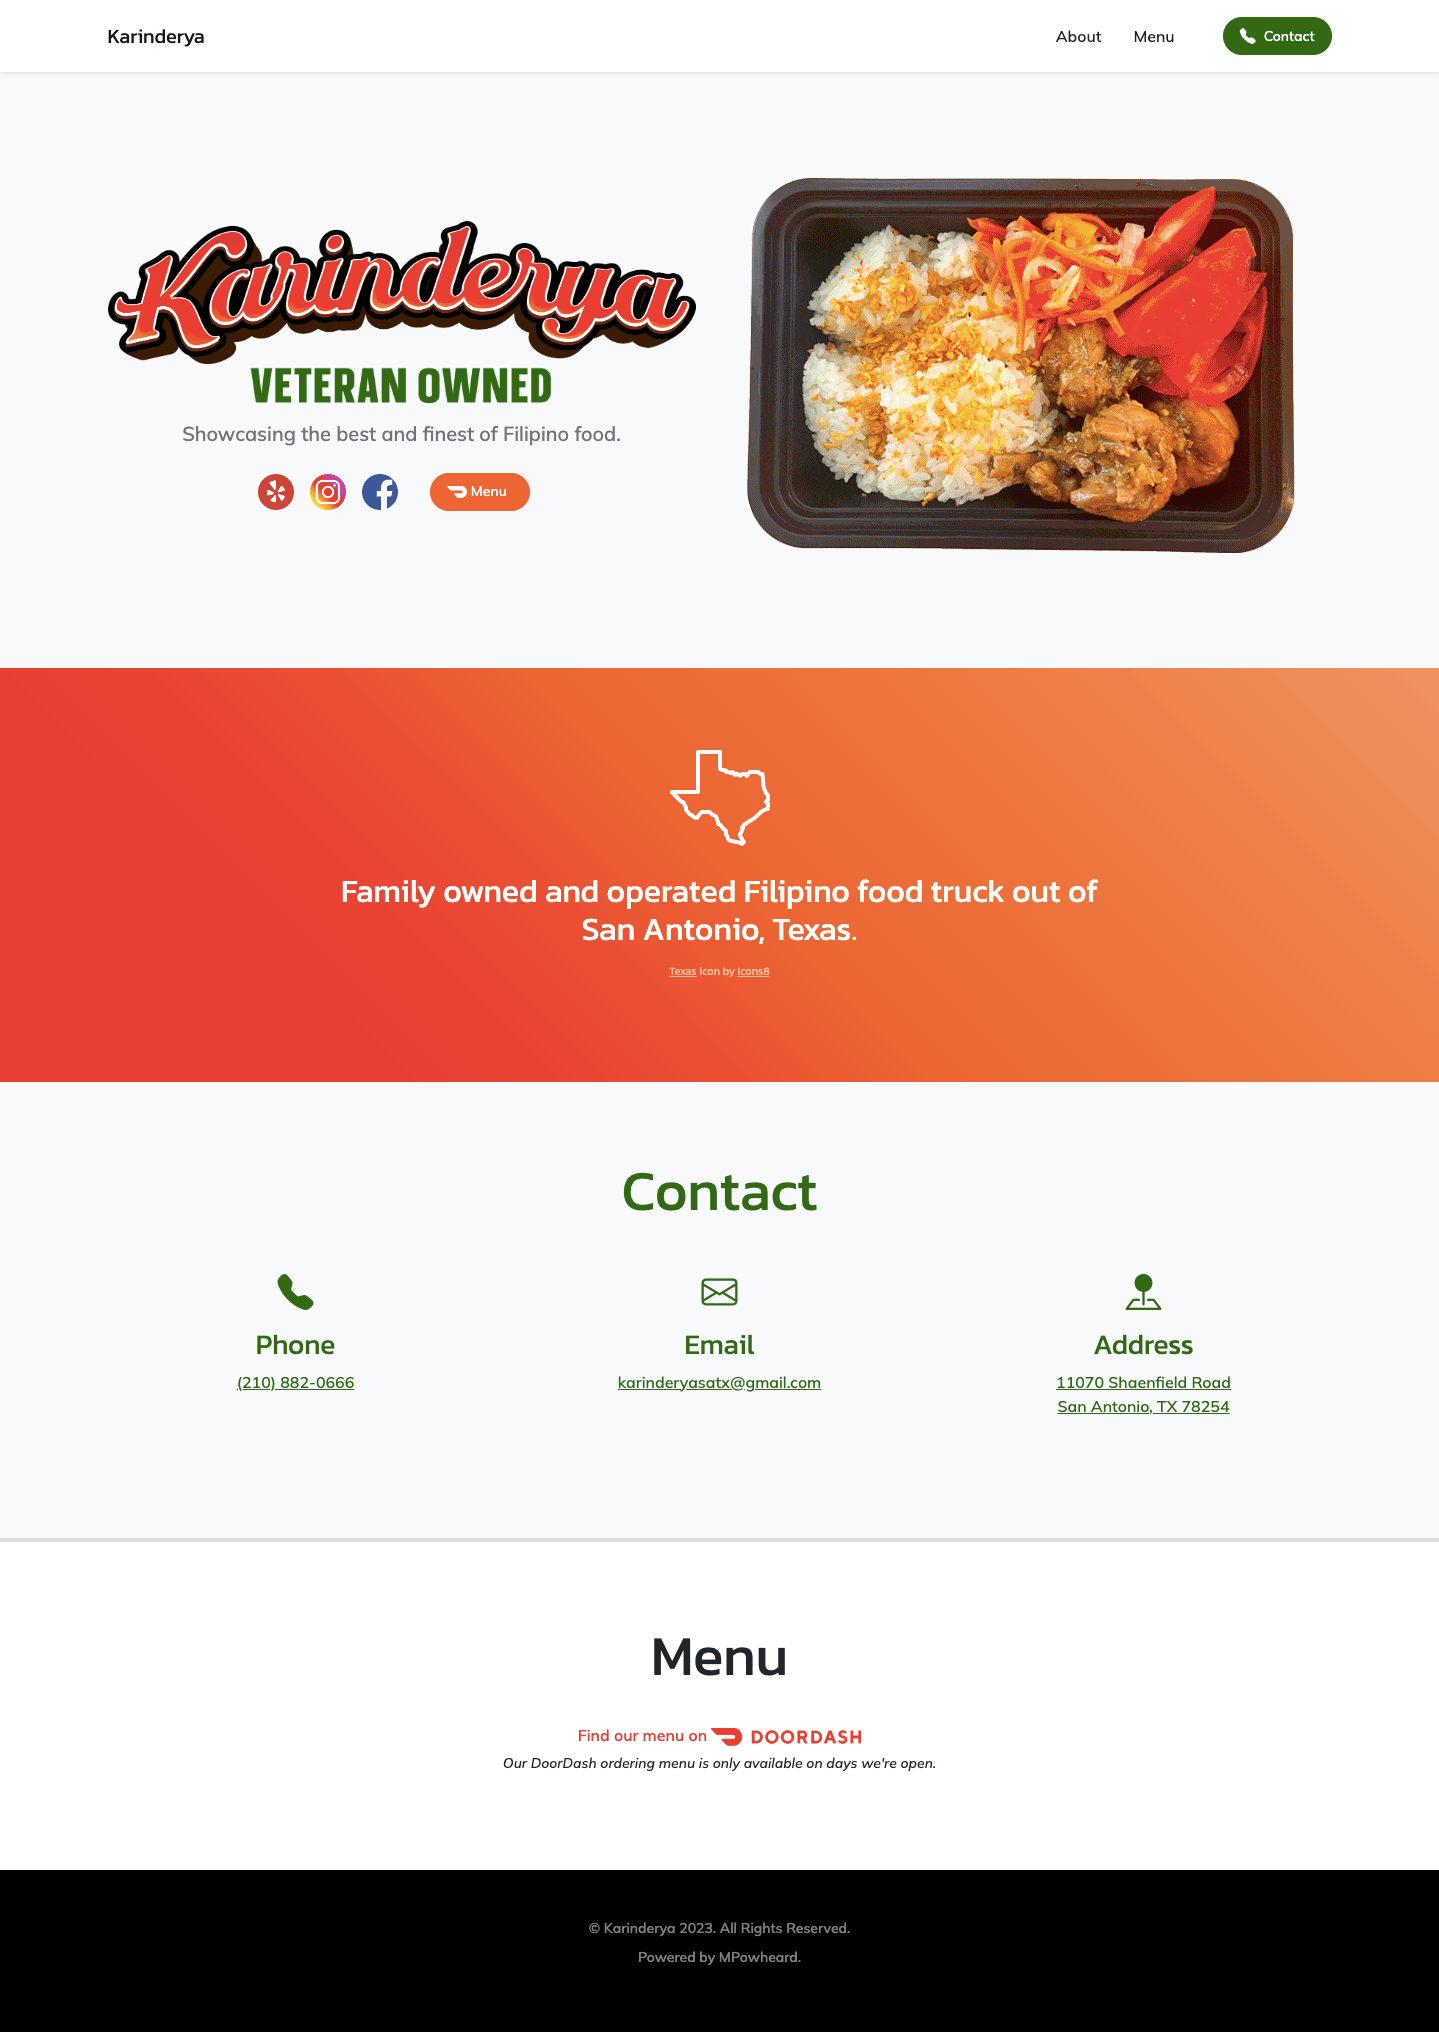 Karinderya
About
Menu
Contact
Karinderya
VETERAN OWNED
Showcasing the best and finest of Filipino food.
Menu
Family owned and operated Filipino food truck out of
San Antonio, Texas.
Texas Icon by Icons8
Contact
Phone
(210) 882-0666
Email
karinderyasatx@gmail.com
Address
11070 Shaenfield Road
San Antonio, TX 78254
Menu
Find our menu on DOORDASH
Our DoorDash ordering menu is only available on days we're open.
© Karinderya 2023. All Rights Reserved.
Powered by MPowheard.